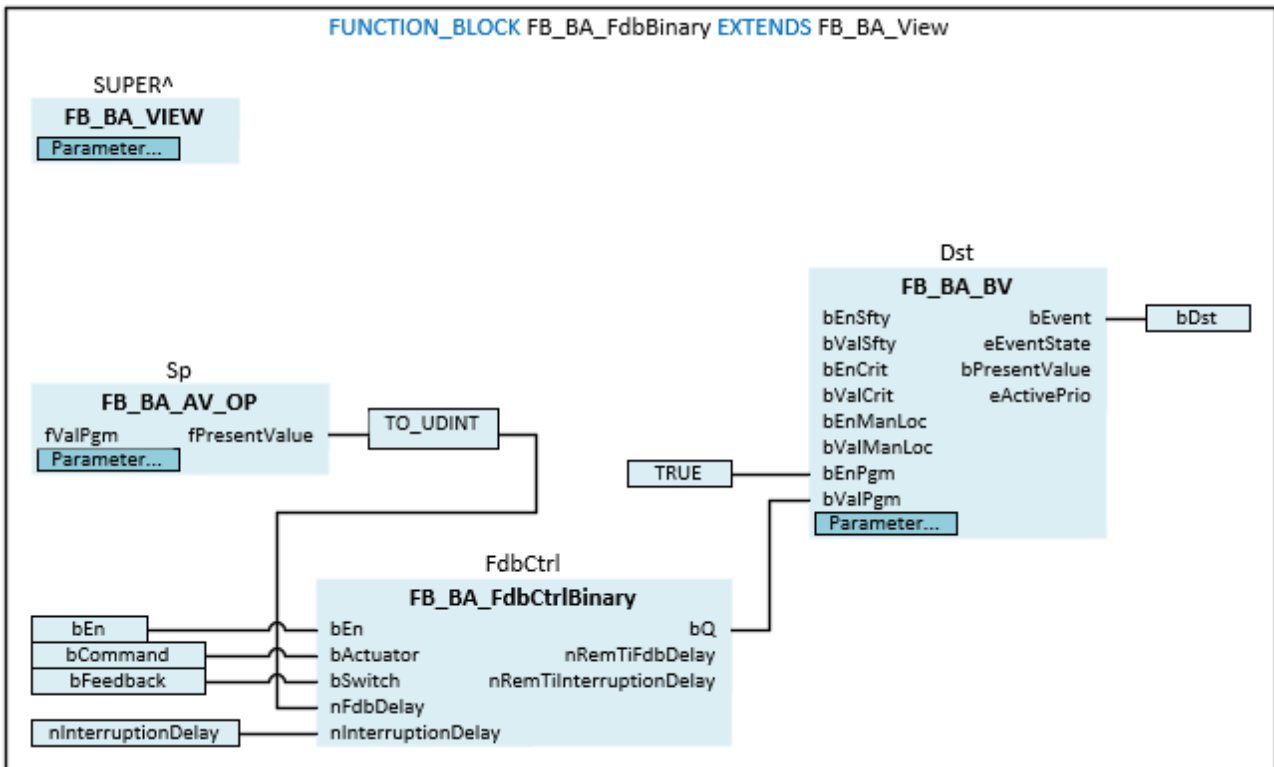 FUNCTION_BLOCK FB_BA_FdbBinary EXTENDS FB_BA_View
SUPER^
FB_BA_VIEW
Parameter...
Dst
FB_BA_BV
bEnSfty bEvent bDst
bValSfty eEventState
bEnCrit bPresentValue
bValCrit eActivePrio
bEnManLoc
bValManLoc
TRUE bEnPgm
bValPgm
Parameter...
Sp
FB_BA_AV_OP
fValPgm fPresentValue TO_UDINT
Parameter...
FdbCtrl
FB_BA_FdbCtrlBinary
bEn bEn bQ
bCommand bActuator nRemTiFdbDelay
bFeedback bSwitch nRemTiInterruptionDelay
nFdbDelay
nInterruptionDelay nInterruptionDelay